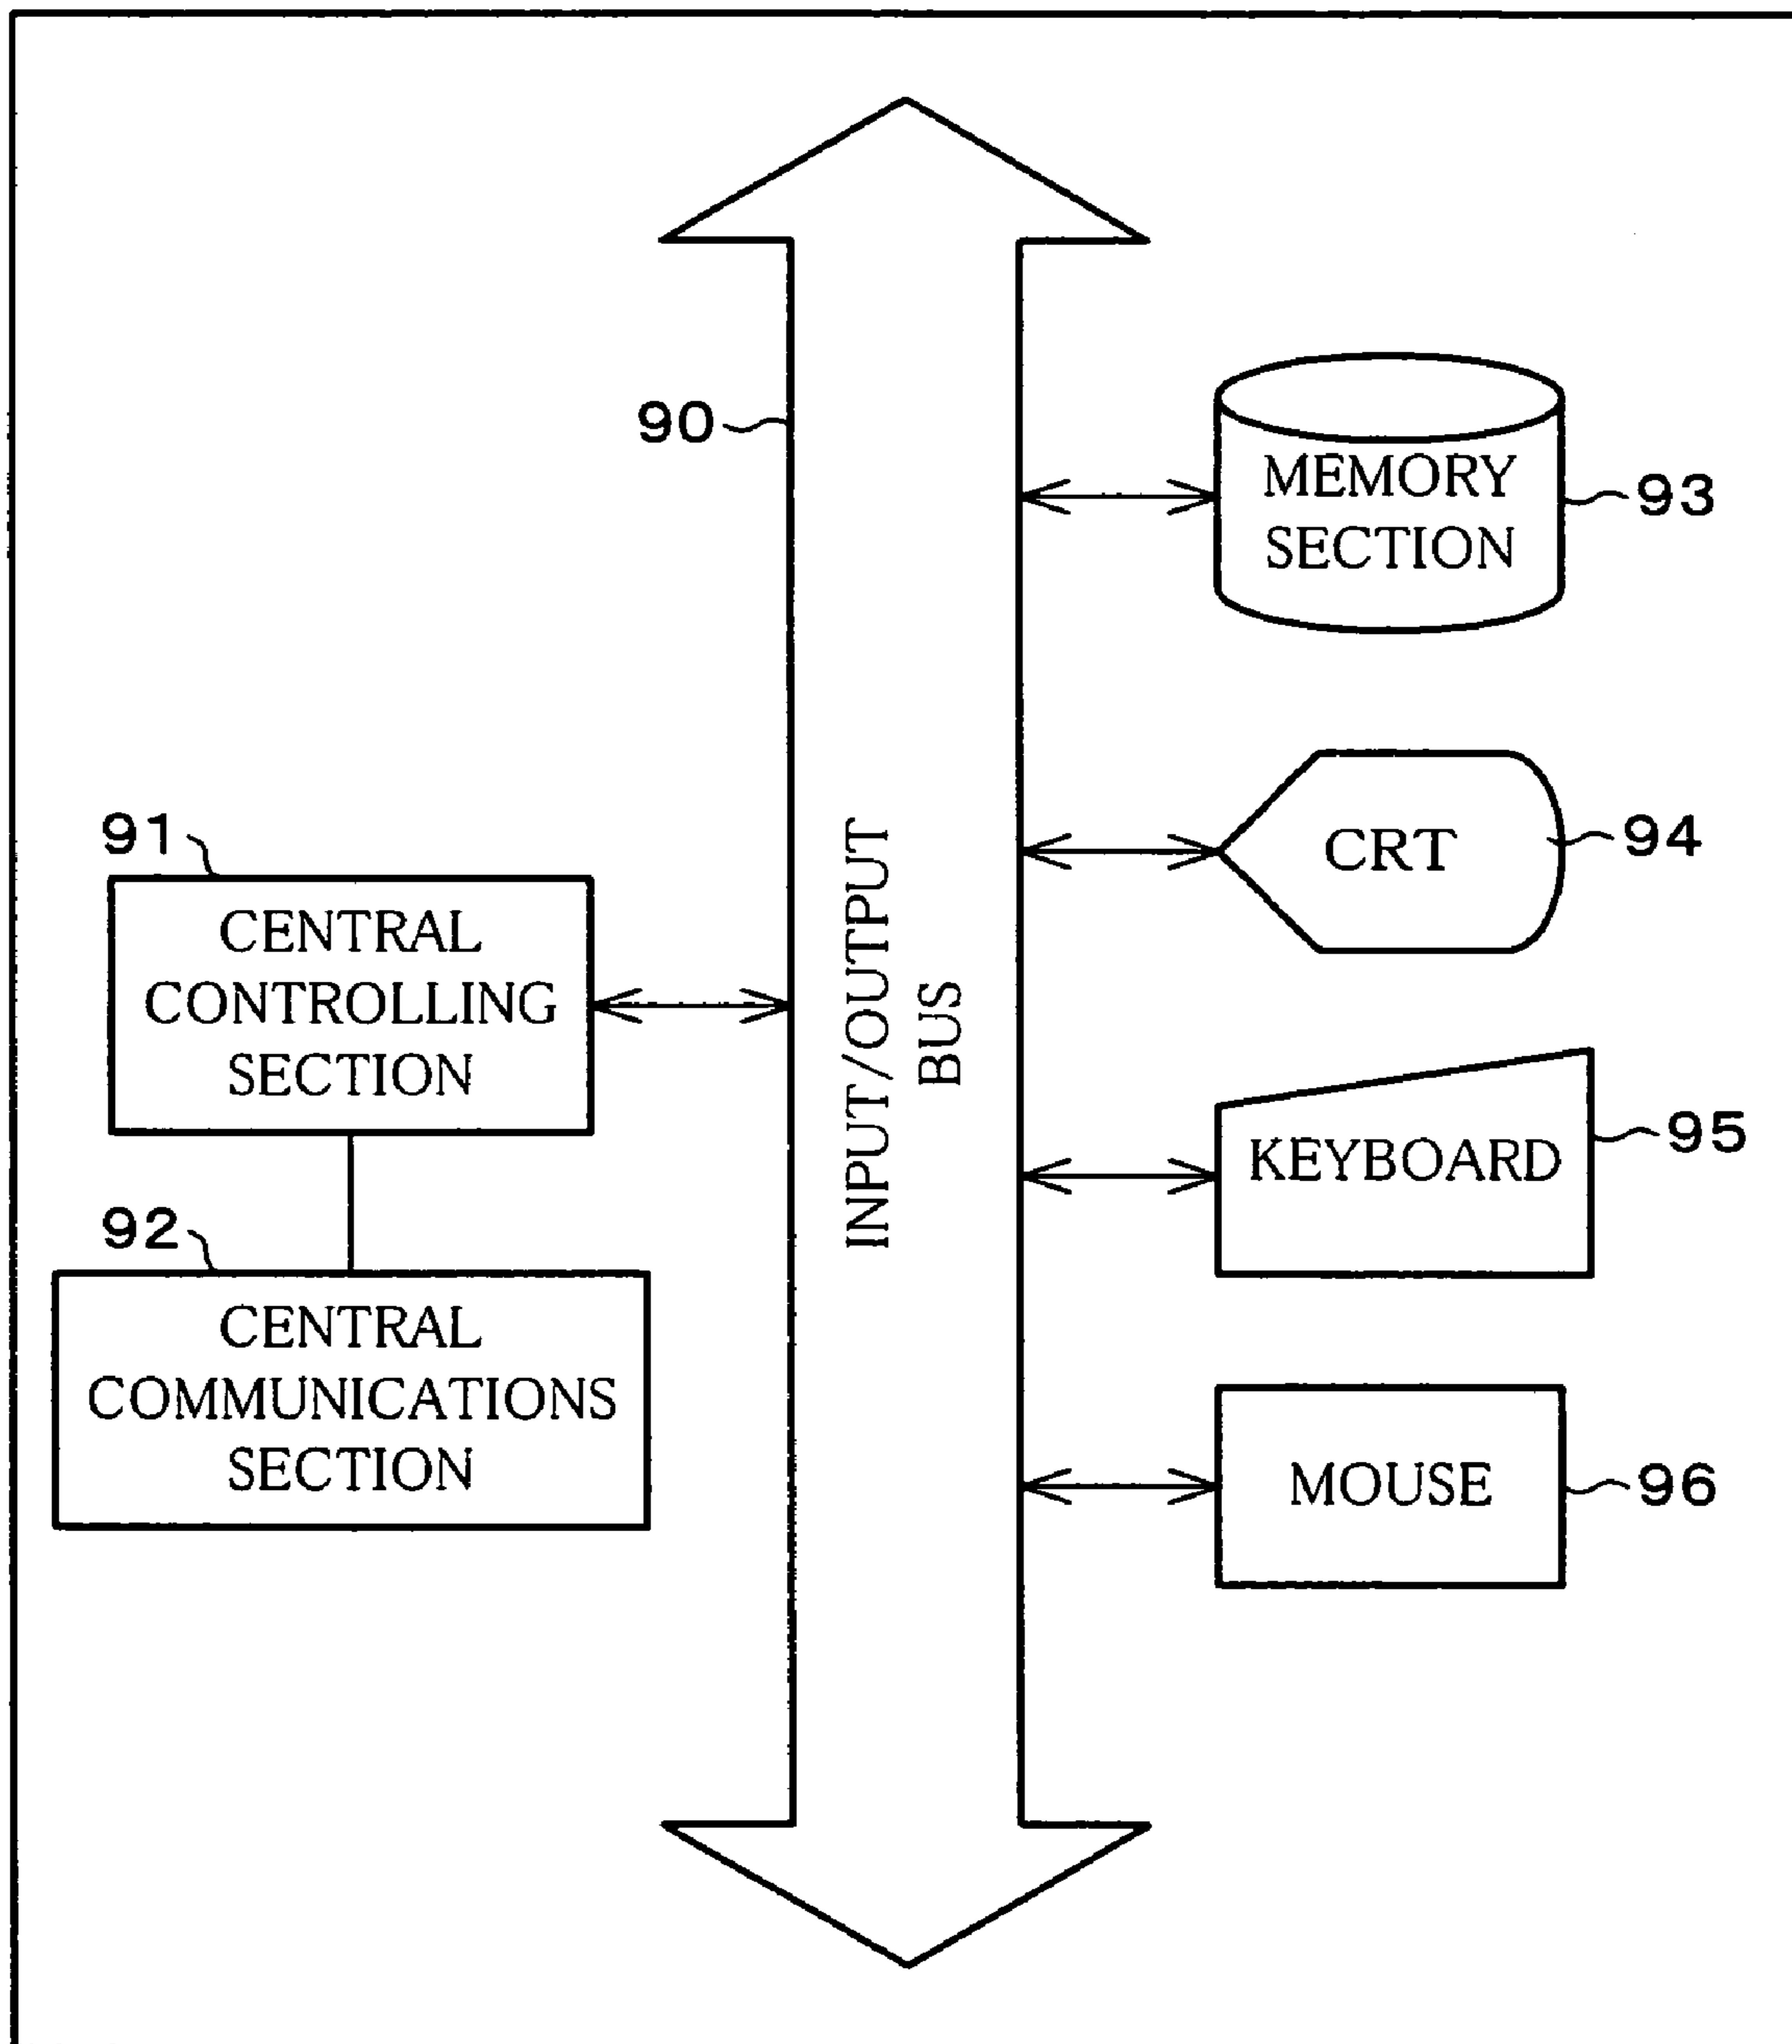 90
MEMORY
SECTION
93
CRT
94
91
CENTRAL
CONTROLLING
SECTION
INPUT/OUTPUT
BUS
KEYBOARD
95
92
CENTRAL
COMMUNICATIONS
SECTION
MOUSE
96